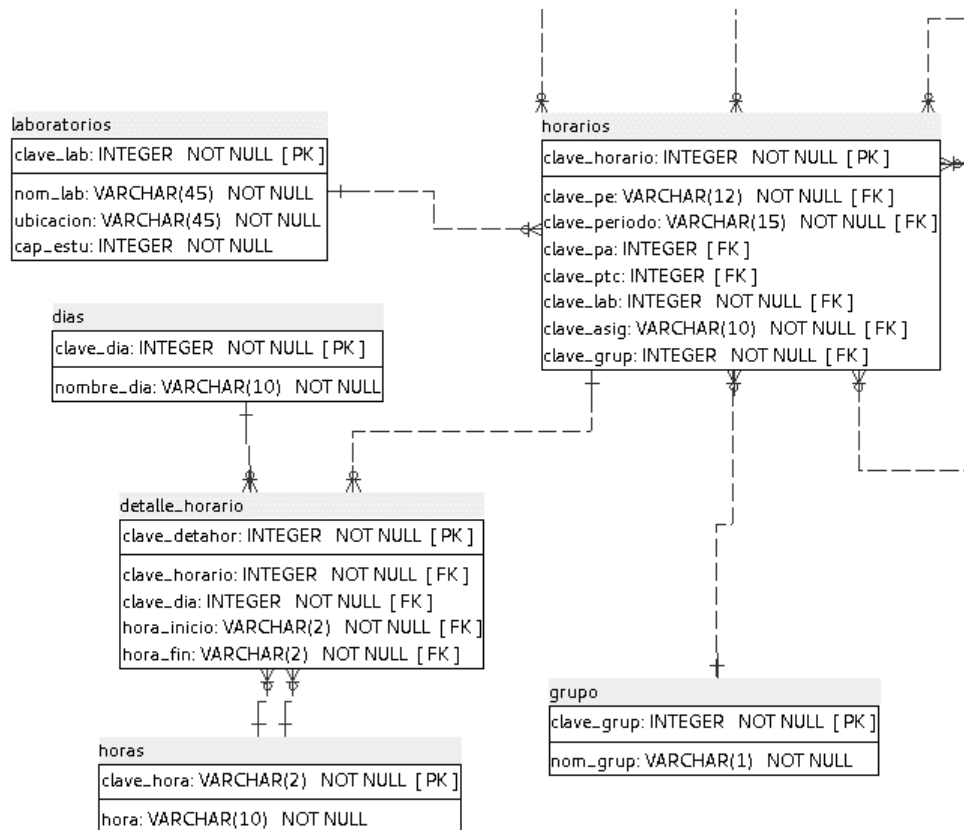 laboratorios
clave_lab: INTEGER NOT NULL [ PK ]
nom_lab: VARCHAR(45) NOT NULL
ubicacion: VARCHAR(45) NOT NULL
cap_estu: INTEGER NOT NULL
horarios
clave_horario: INTEGER NOT NULL [ PK ]
clave_pe: VARCHAR(12) NOT NULL [ FK ]
clave_periodo: VARCHAR(15) NOT NULL [ FK ]
clave_pa: INTEGER [ FK ]
clave_ptc: INTEGER [ FK ]
clave_lab: INTEGER NOT NULL [ FK ]
clave_asig: VARCHAR(10) NOT NULL [ FK ]
clave_grup: INTEGER NOT NULL [ FK ]
dias
clave_dia: INTEGER NOT NULL [ PK ]
nombre_dia: VARCHAR(10) NOT NULL
detalle_horario
clave_detahor: INTEGER NOT NULL [ PK ]
clave_horario: INTEGER NOT NULL [ FK ]
clave_dia: INTEGER NOT NULL [ FK ]
hora_inicio: VARCHAR(2) NOT NULL [ FK ]
hora_fin: VARCHAR(2) NOT NULL [ FK ]
grupo
clave_grup: INTEGER NOT NULL [ PK ]
nom_grup: VARCHAR(1) NOT NULL
horas
clave_hora: VARCHAR(2) NOT NULL [ PK ]
hora: VARCHAR(10) NOT NULL